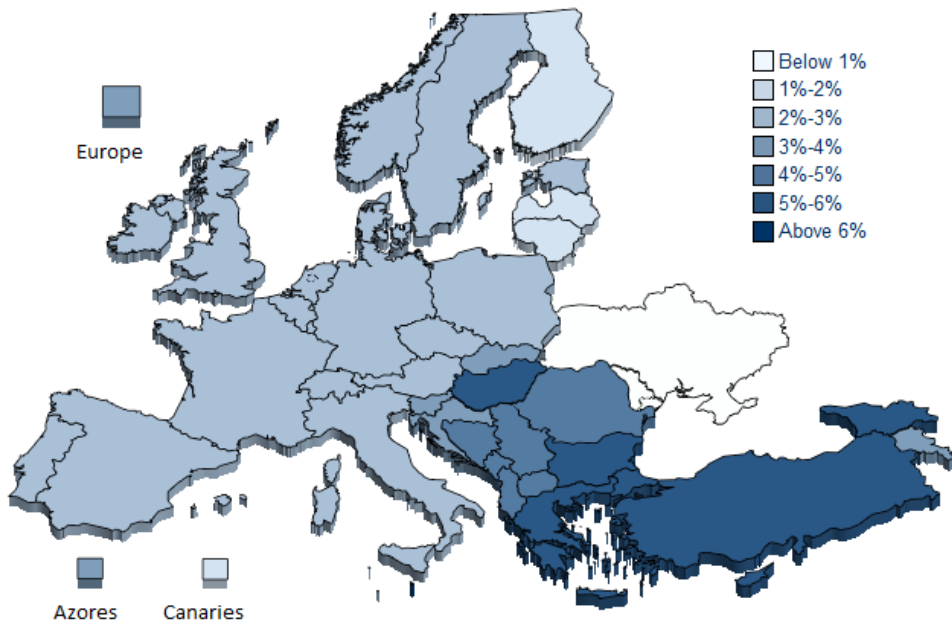 Europe
Below 1%
1%-2%
2%-3%
3%-4%
4%-5%
5%-6%
Above 6%
Azores
Canaries